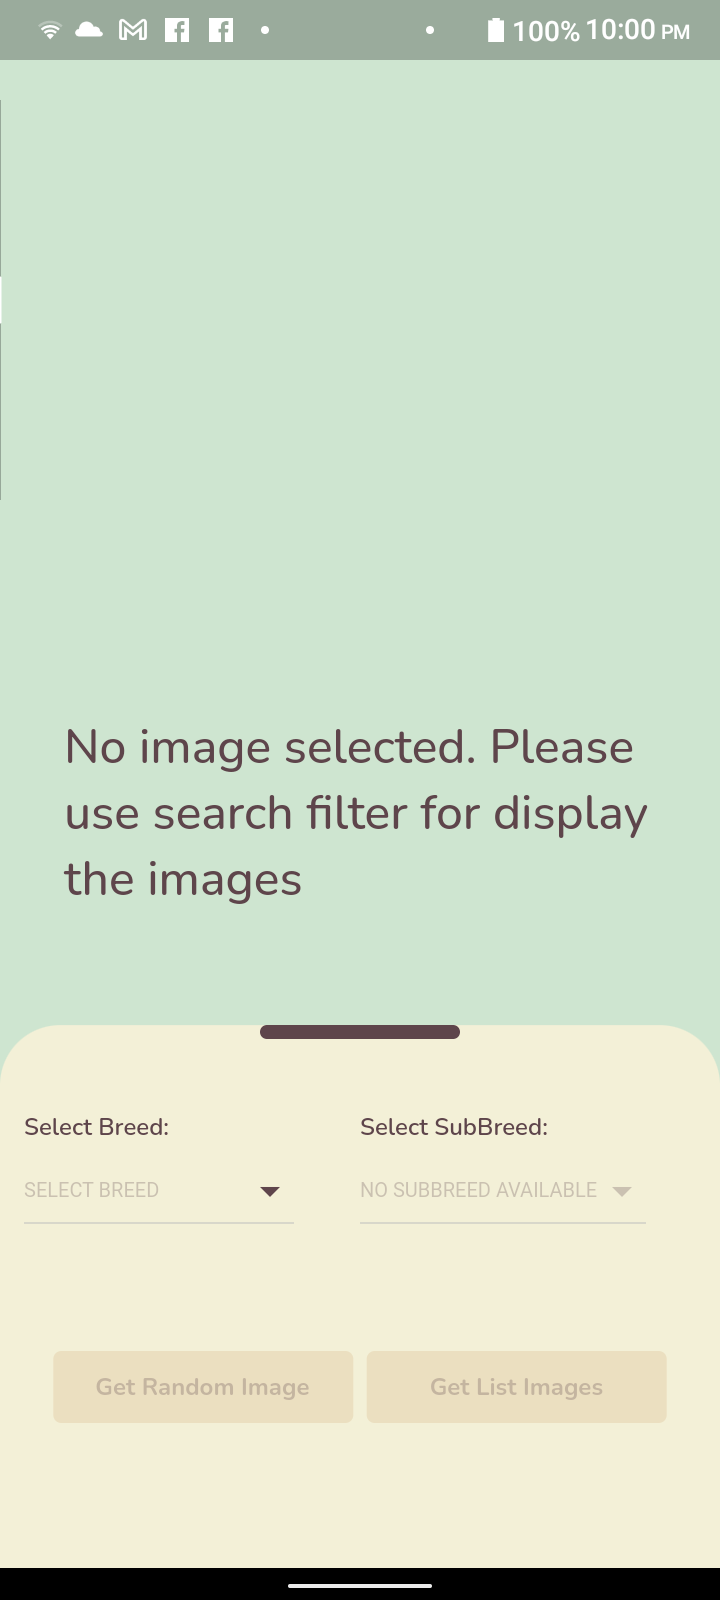 100% 10:00 PM
No image selected. Please
use search filter for display
the images
Select Breed: Select SubBreed:
SELECT BREED NO SUBBREED AVAILABLE
Get Random Image Get List Images